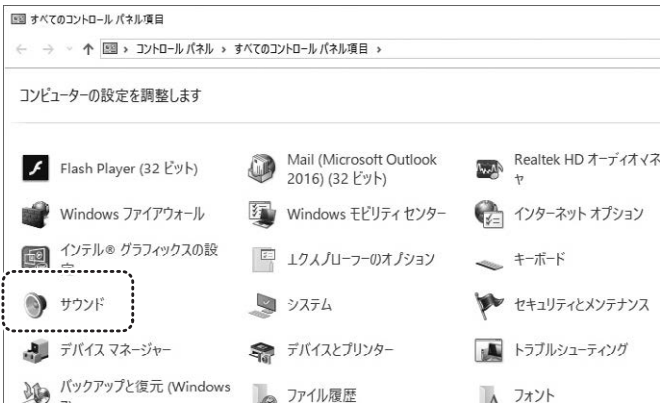 すべてのコントロール パネル項目
コントロール パネル › すべてのコントロール パネル項目 ›
コンピューターの設定を調整します
Flash Player (32 ビット)
Mail (Microsoft Outlook
2016) (32 ビット)
Realtek HD オーディオマネ
ャ
Windows ファイアウォール
Windows モビリティ センター
インターネット オプション
インテル® グラフィックスの設
定
エクスプローラーのオプション
キーボード
サウンド
システム
セキュリティとメンテナンス
デバイス マネージャー
デバイスとプリンター
トラブルシューティング
バックアップと復元 (Windows
ファイル履歴
フォント